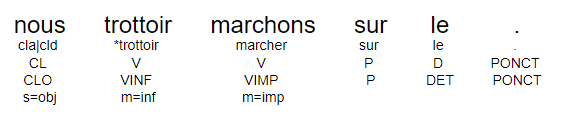 nous trottoir marchons sur le .
cla|cld *trottoir marcher sur le .
CL V V P D PONCT
CLO VINF VIMP P DET PONCT
s=obj m=inf m=imp